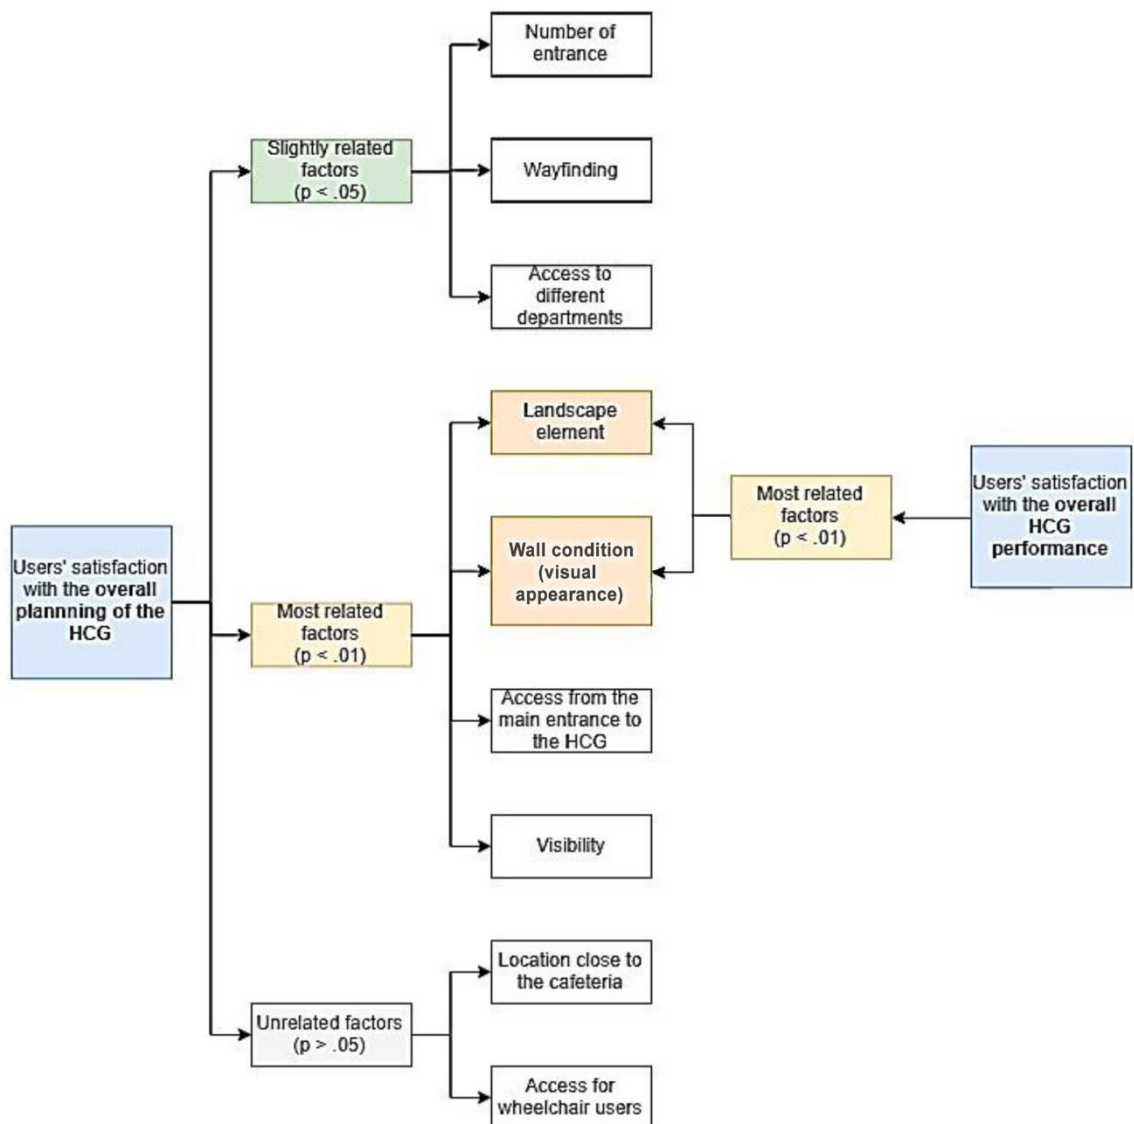 Number of
entrance
Slightly related
factors
(p < .05)
Wayfinding
Access to
different
departments
Landscape
element
Users' satisfaction
with the overall
HCG
performance
Most related
factors
(p < .01)
Wall condition
(visual
appearance)
Users' satisfaction
with the overall
plannning of the
HCG
Most related
factors
(p < .01)
Access from the
main entrance to
the HCG
Visibility
Location close to
the cafeteria
Unrelated factors
(p > .05)
Access for
wheelchair users